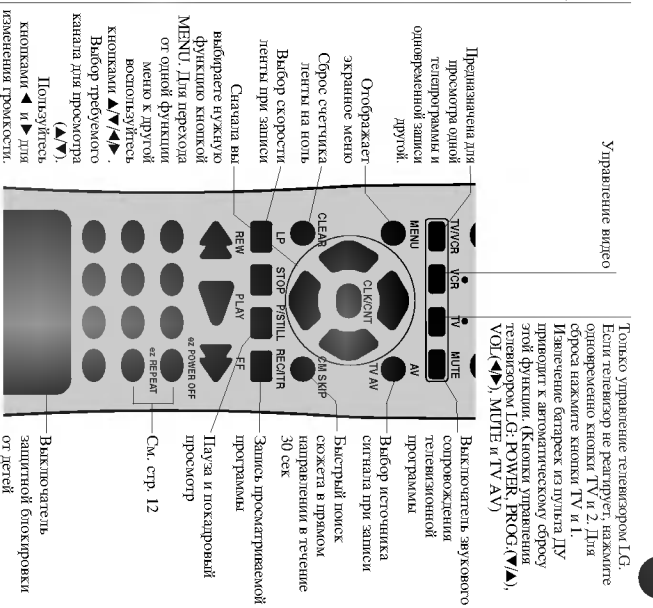 Управление видео
Только управление телевизором LG.
Если телевизор не реагирует, нажмите
одновременно кнопки TV и 2. Для
сброса нажмите кнопки TV и 1.
Извлечение батареек из пульта ДУ
приводит к автоматическому сбросу
этой функции. (Кнопки управления
телевизором LG: POWER, PROG.(▼/▲),
VOL(◀/▶), MUTE и TV AV)
Предназначена для
просмотра одной
телепрограммы и
одновременной записи
другой.
Отображает
экранное меню
Сброс счетчика
ленты на ноль
Выбор скорости
ленты при записи
Сначала вы
выбираете нужную
функцию кнопкой
MENU. Для перехода
от одной функции
меню к другой
воспользуйтесь
кнопками ▲/▼/◀/▶.
Выбор требуемого
канала для просмотра
(▲/▼).
Пользуйтесь
кнопками ◀ и ▶ для
изменения громкости.
TV/VCR VCR TV MUTE
MENU AV
CLK/CNT TV AV
CLEAR CM SKIP
LP STOP P/STILL REC/ITR
REW PLAY FF
ez POWER OFF
ez REPEAT
Выключатель звукового
сопровождения
телевизионной
программы
Выбор источника
сигнала при записи
Быстрый поиск
сюжета в прямом
направлении в течение
30 сек
Запись просматриваемой
программы
Пауза и покадровый
просмотр
См. стр. 12
Выключатель
защитной блокировки
от детей